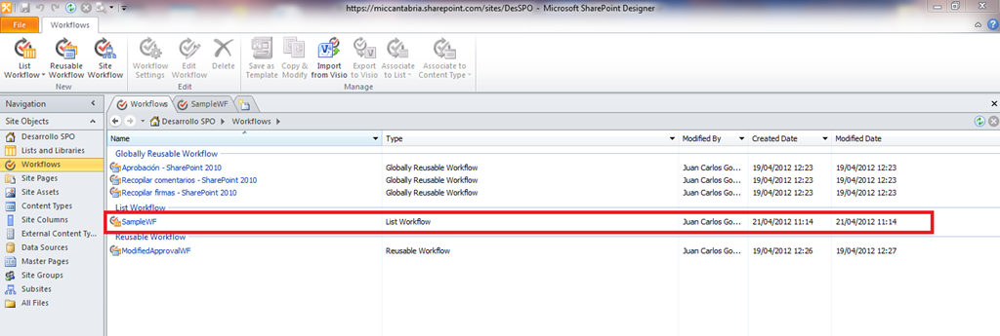 https://miccantabria.sharepoint.com/sites/DesSPO - Microsoft SharePoint Designer
File Workflows
List Workflow Reusable Workflow Site Workflow Workflow Settings Edit Workflow Delete Save as Template Copy & Modify Import from Visio Export to Visio Associate to List Associate to Content Type
New Edit Manage
Navigation < Workflows SampleWF
Site Objects Desarrollo SPO Workflows
Desarrollo SPO Name Type Modified By Created Date Modified Date
Lists and Libraries Globally Reusable Workflow
Workflows Aprobación - SharePoint 2010 Globally Reusable Workflow Juan Carlos Go... 19/04/2012 12:23 19/04/2012 12:23
Site Pages Recopilar comentarios - SharePoint 2010 Globally Reusable Workflow Juan Carlos Go... 19/04/2012 12:23 19/04/2012 12:23
Site Assets Recopilar firmas - SharePoint 2010 Globally Reusable Workflow Juan Carlos Go... 19/04/2012 12:23 19/04/2012 12:23
Content Types List Workflow
Site Columns SampleWF List Workflow Juan Carlos Go... 21/04/2012 11:14 21/04/2012 11:14
External Content Ty... Reusable Workflow
Data Sources ModifiedApprovalWF Reusable Workflow Juan Carlos Go... 19/04/2012 12:26 19/04/2012 12:27
Master Pages
Site Groups
Subsites
All Files